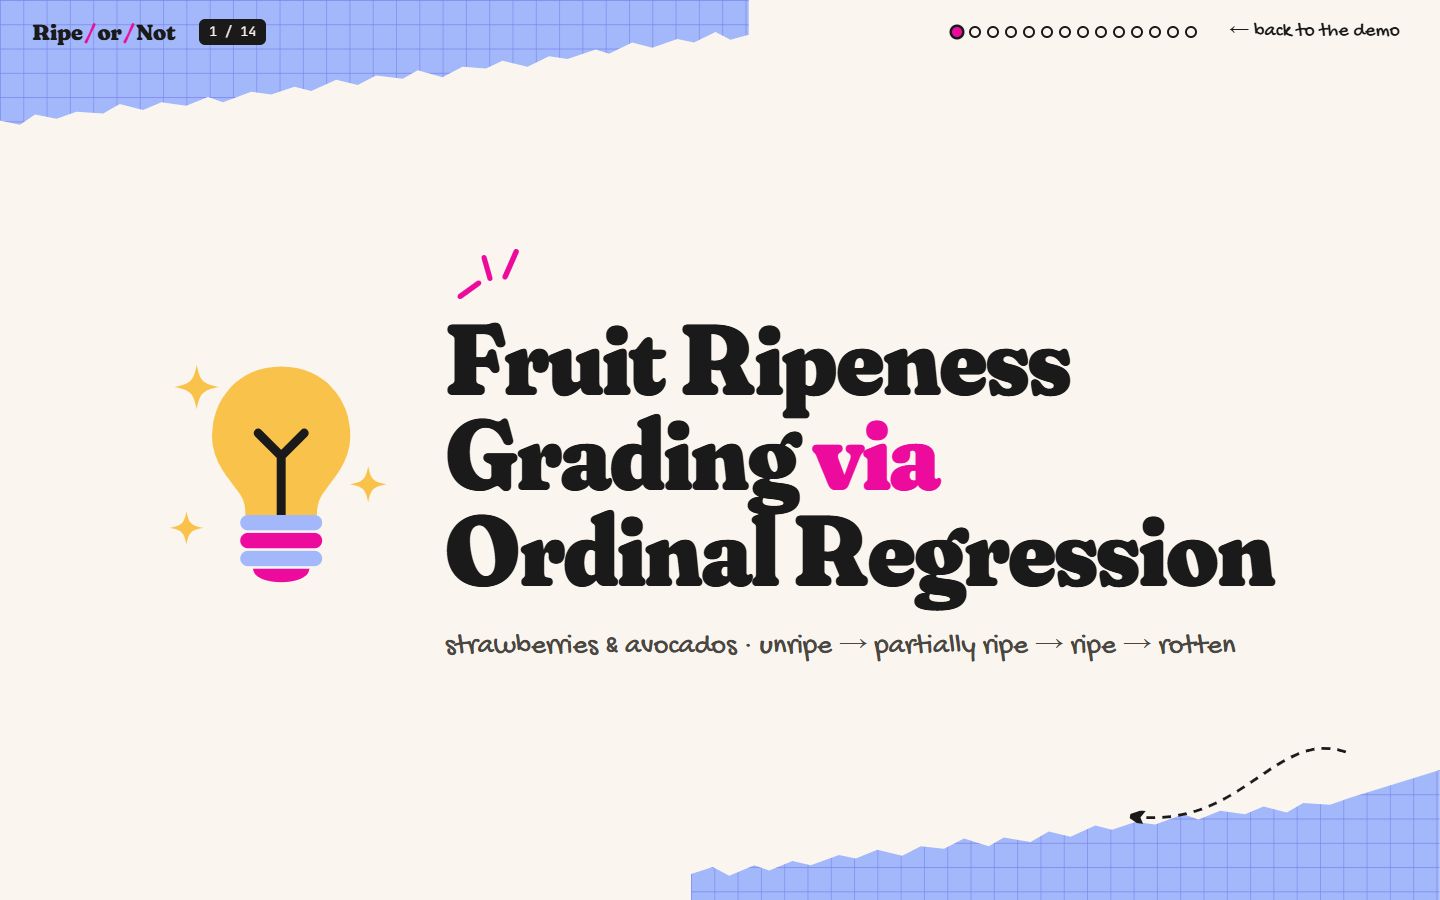 Ripe/or/Not
1 / 14
← back to the demo
Fruit Ripeness
Grading via
Ordinal Regression
strawberries & avocados · unripe → partially ripe → ripe → rotten